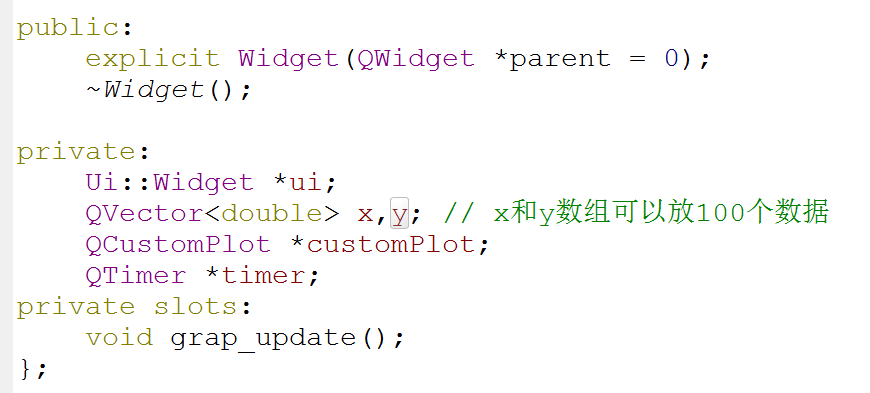 public:
    explicit Widget(QWidget *parent = 0);
    ~Widget();

private:
    Ui::Widget *ui;
    QVector<double> x,y; // x和y数组可以放100个数据
    QCustomPlot *customPlot;
    QTimer *timer;
private slots:
    void grap_update();
};